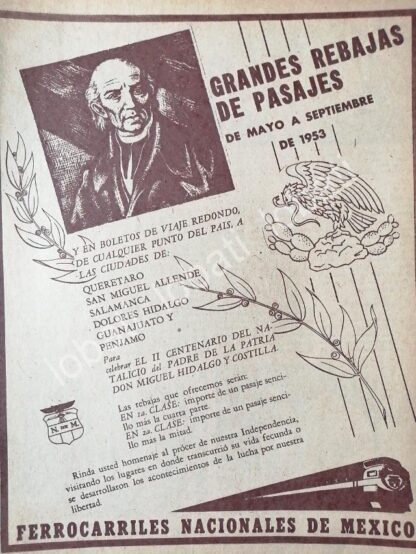 GRANDES REBAJAS
DE PASAJES
DE MAYO A SEPTIEMBRE
DE 1953
Y EN BOLETOS DE VIAJE REDONDO,
DE CUALQUIER PUNTO DEL PAIS, A
LAS CIUDADES DE:
QUERETARO
SAN MIGUEL ALLENDE
SALAMANCA
DOLORES HIDALGO
GUANAJUATO Y
PENJAMO
Para
celebrar EL II CENTENARIO DEL NA-
TALICIO del PADRE DE LA PATRIA
DON MIGUEL HIDALGO Y COSTILLA.
Las rebajas que ofrecemos serán:
EN 1a. CLASE: importe de un pasaje senci-
llo más la cuarta parte.
EN 2a. CLASE: importe de un pasaje senci-
llo más la mitad.
N. DE M.
Rinda usted homenaje al prócer de nuestra Independencia,
visitando los lugares en donde transcurrió su vida fecunda o
se desarrollaron los acontecimientos de la lucha por nuestra
libertad.
FERROCARRILES NACIONALES DE MEXICO